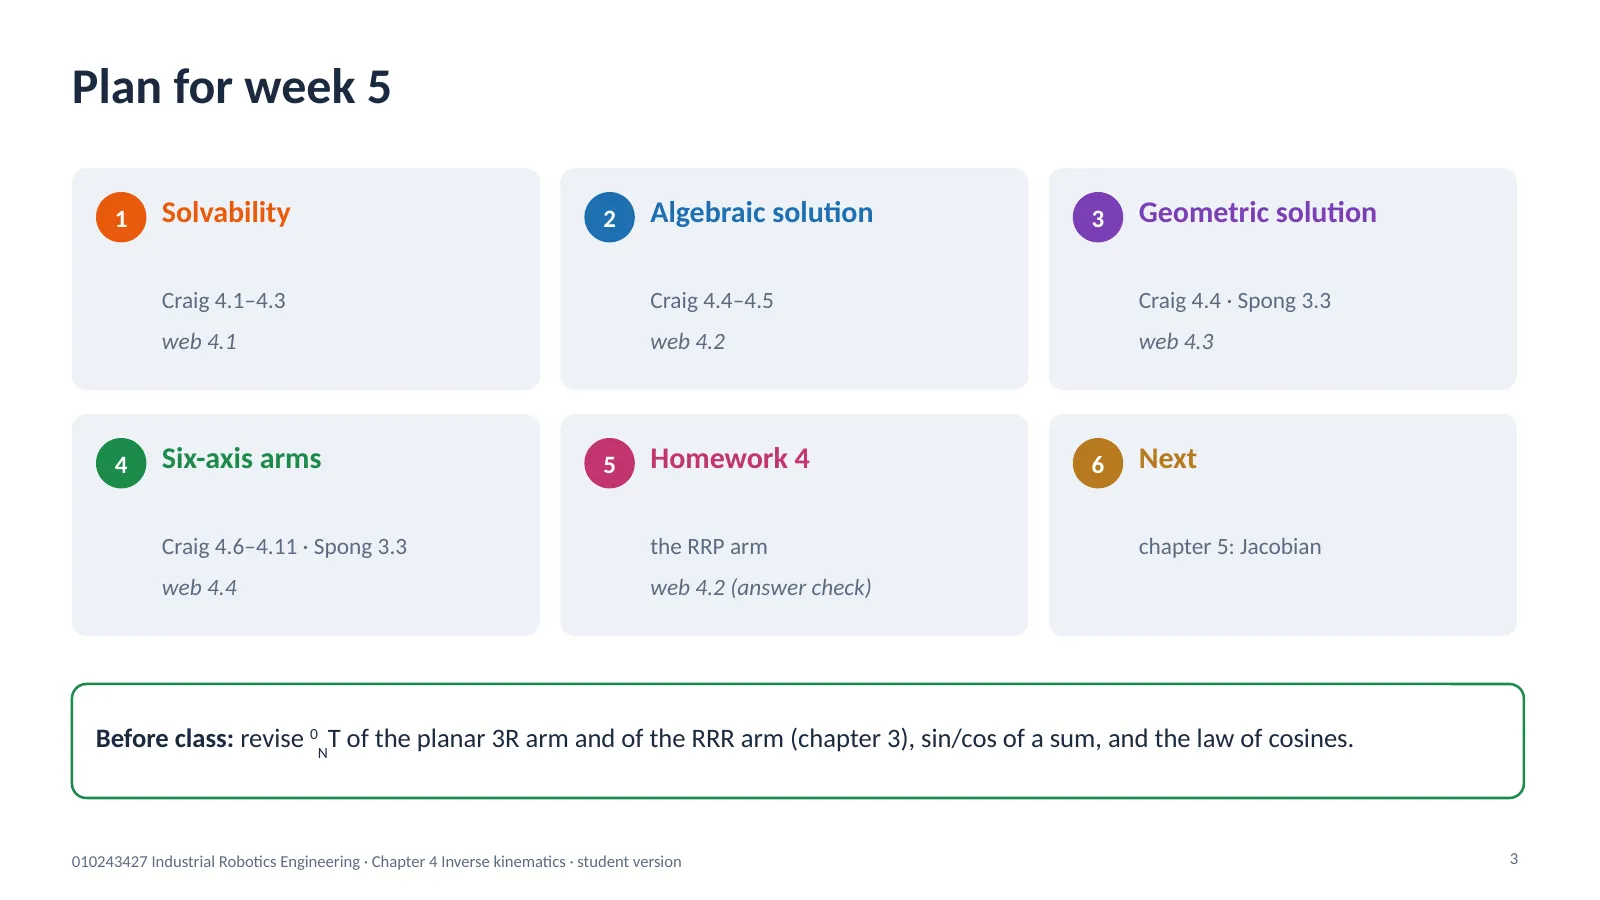 Plan for week 5
1 Solvability
Craig 4.1–4.3
web 4.1
2 Algebraic solution
Craig 4.4–4.5
web 4.2
3 Geometric solution
Craig 4.4 · Spong 3.3
web 4.3
4 Six-axis arms
Craig 4.6–4.11 · Spong 3.3
web 4.4
5 Homework 4
the RRP arm
web 4.2 (answer check)
6 Next
chapter 5: Jacobian
Before class: revise ⁰NT of the planar 3R arm and of the RRR arm (chapter 3), sin/cos of a sum, and the law of cosines.
010243427 Industrial Robotics Engineering · Chapter 4 Inverse kinematics · student version
3